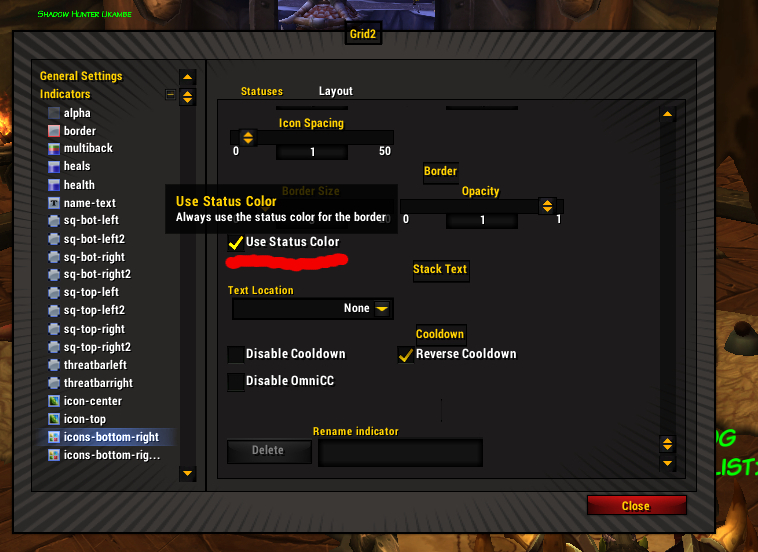 Shadow Hunter Ukambe
Grid2
General Settings
Indicators
alpha
border
multiback
heals
health
name-text
sq-bot-left
sq-bot-left2
sq-bot-right
sq-bot-right2
sq-top-left
sq-top-left2
sq-top-right
sq-top-right2
threatbarleft
threatbarright
icon-center
icon-top
icons-bottom-right
icons-bottom-rig...
Statuses Layout
Icon Spacing
0 1 50
Border
Border Size Opacity
Use Status Color
Always use the status color for the border
0 1 1
Use Status Color
Stack Text
Text Location
None
Cooldown
Disable Cooldown Reverse Cooldown
Disable OmniCC
Rename indicator
Delete
Close